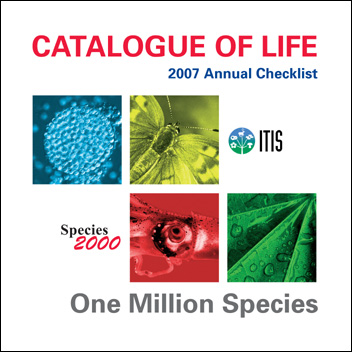 CATALOGUE OF LIFE
2007 Annual Checklist
ITIS
Species
2000
One Million Species